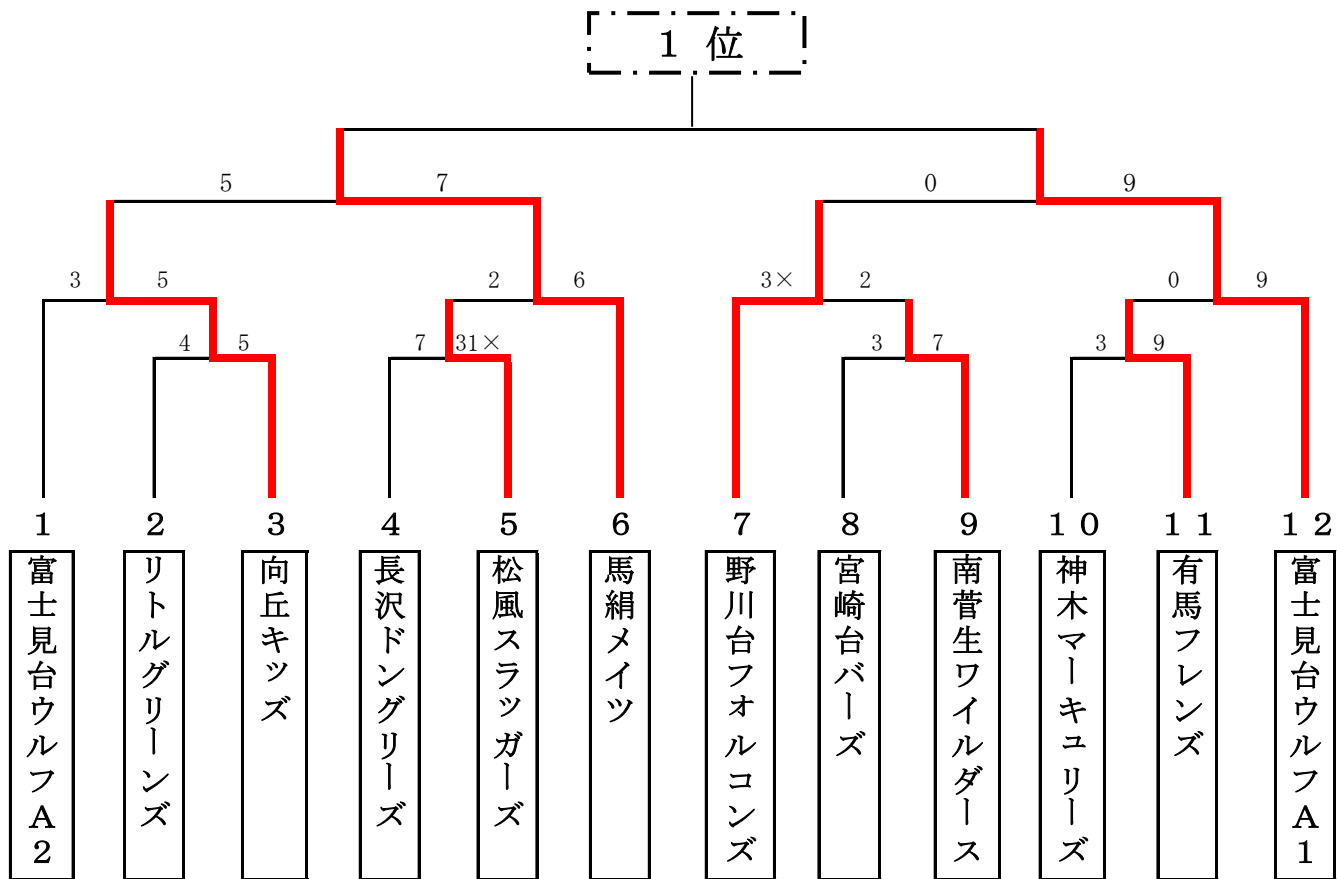 １ 位
5 7 0 9
3 5 2 6 3× 2 0 9
4 5 7 31× 3 7 3 9
１ ２ ３ ４ ５ ６ ７ ８ ９ １０ １１ １２
富士見台ウルフＡ２
リトルグリーンズ
向丘キッズ
長沢ドングリーズ
松風スラッガーズ
馬絹メイツ
野川台フォルコンズ
宮崎台バーズ
南菅生ワイルダース
神木マーキュリーズ
有馬フレンズ
富士見台ウルフＡ１